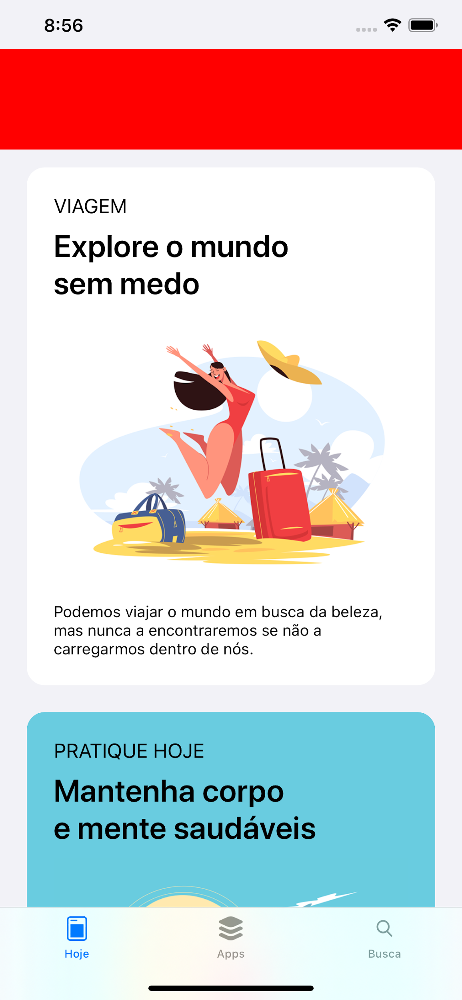 8:56
VIAGEM
Explore o mundo
sem medo
Podemos viajar o mundo em busca da beleza,
mas nunca a encontraremos se não a
carregarmos dentro de nós.
PRATIQUE HOJE
Mantenha corpo
e mente saudáveis
Hoje
Apps
Busca